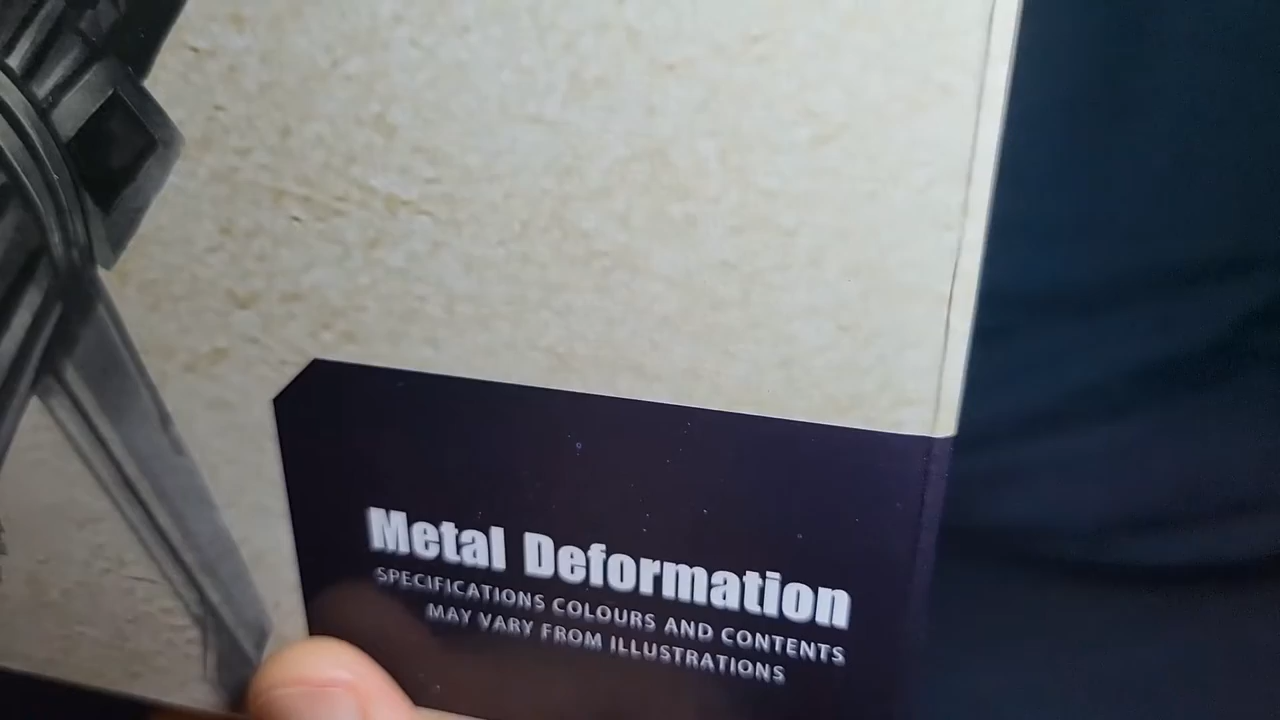 Metal Deformation
SPECIFICATIONS COLOURS AND CONTENTS
MAY VARY FROM ILLUSTRATIONS